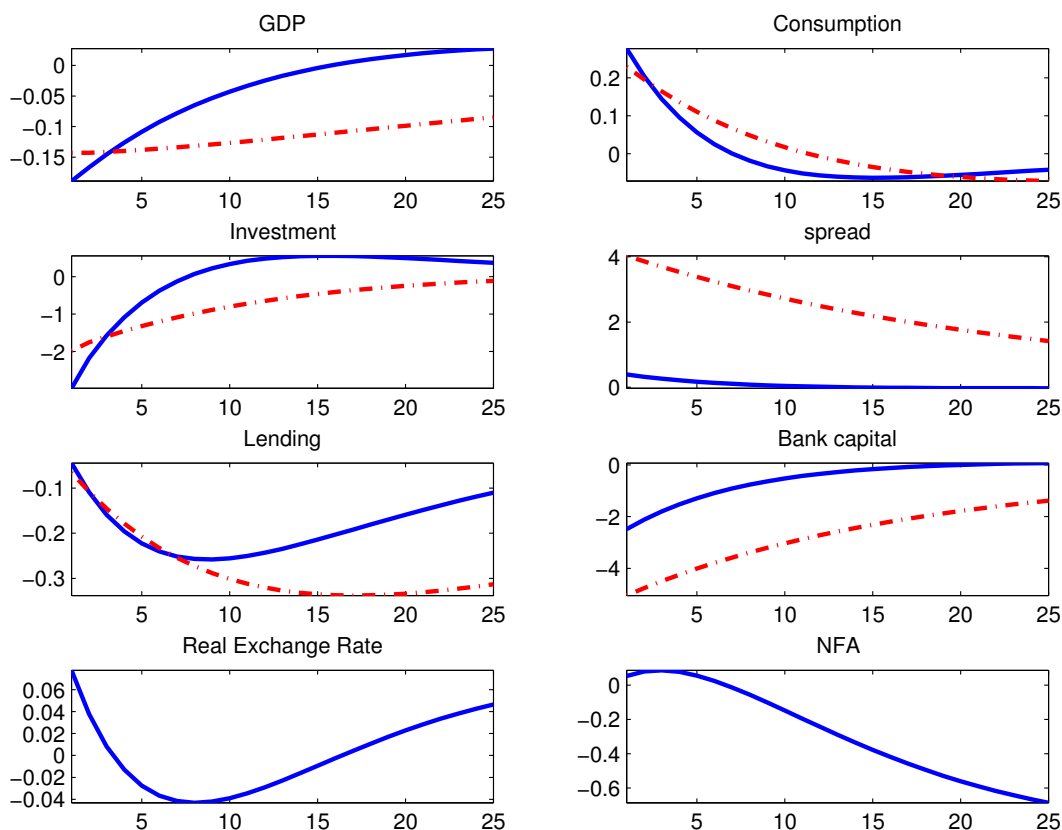 GDP
0
−0.05
−0.1
−0.15
5 10 15 20 25
Consumption
0.2
0.1
0
5 10 15 20 25
Investment
0
−1
−2
5 10 15 20 25
spread
4
2
0
5 10 15 20 25
Lending
−0.1
−0.2
−0.3
5 10 15 20 25
Bank capital
0
−2
−4
5 10 15 20 25
Real Exchange Rate
0.06
0.04
0.02
0
−0.02
−0.04
5 10 15 20 25
NFA
0
−0.2
−0.4
−0.6
5 10 15 20 25